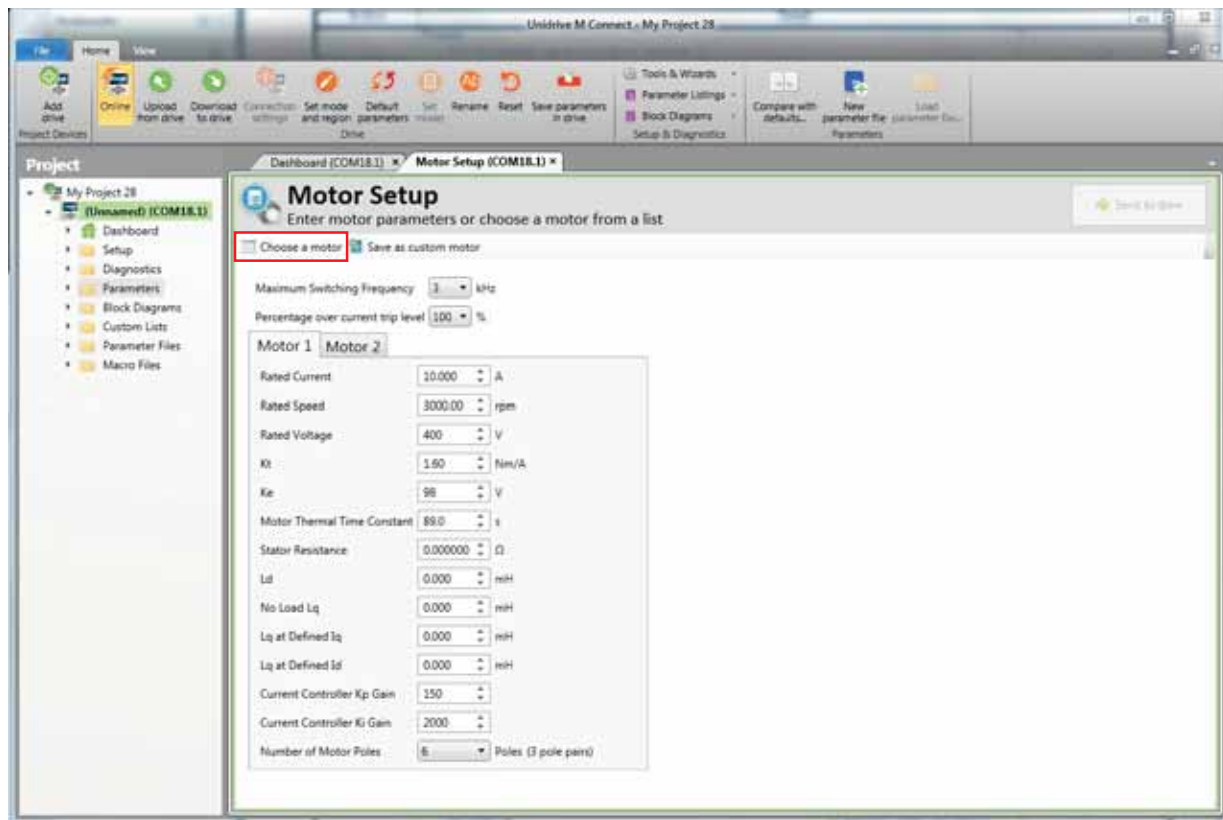 Unidrive M Connect - My Project 28
File Home View
Add drive
Online
Upload from drive
Download to drive
Connection settings
Set mode and region
Default parameters
Set model
Rename
Reset
Save parameters in drive
Tools & Wizards
Parameter Listings
Block Diagrams
Compare with defaults...
New parameter file
Load parameter file...
Project Devices
Drive
Setup & Diagnostics
Parameters
Project
Dashboard (COM18.1) × Motor Setup (COM18.1) ×
My Project 28
(Unnamed) (COM18.1)
Dashboard
Setup
Diagnostics
Parameters
Block Diagrams
Custom Lists
Parameter Files
Macro Files
Motor Setup
Enter motor parameters or choose a motor from a list
Send to drive
Choose a motor Save as custom motor
Maximum Switching Frequency 3 kHz
Percentage over current trip level 100 %
Motor 1 Motor 2
Rated Current 10.000 A
Rated Speed 3000.00 rpm
Rated Voltage 400 V
Kt 1.60 Nm/A
Ke 98 V
Motor Thermal Time Constant 89.0 s
Stator Resistance 0.000000 Ω
Ld 0.000 mH
No Load Lq 0.000 mH
Lq at Defined Iq 0.000 mH
Lq at Defined Id 0.000 mH
Current Controller Kp Gain 150
Current Controller Ki Gain 2000
Number of Motor Poles 6 Poles (3 pole pairs)